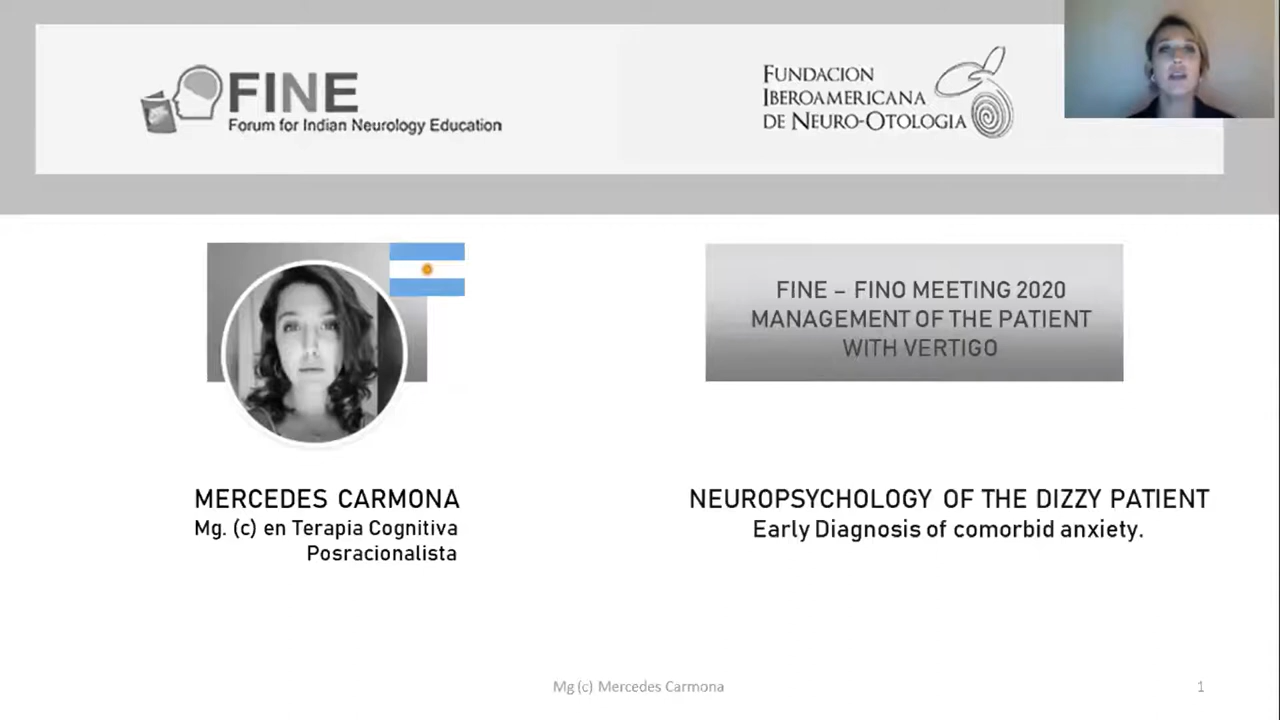 FINE
Forum for Indian Neurology Education
FUNDACION
IBEROAMERICANA
DE NEURO-OTOLOGIA
FINE – FINO MEETING 2020
MANAGEMENT OF THE PATIENT
WITH VERTIGO
MERCEDES CARMONA
Mg. (c) en Terapia Cognitiva
Posracionalista
NEUROPSYCHOLOGY OF THE DIZZY PATIENT
Early Diagnosis of comorbid anxiety.
Mg (c) Mercedes Carmona
1